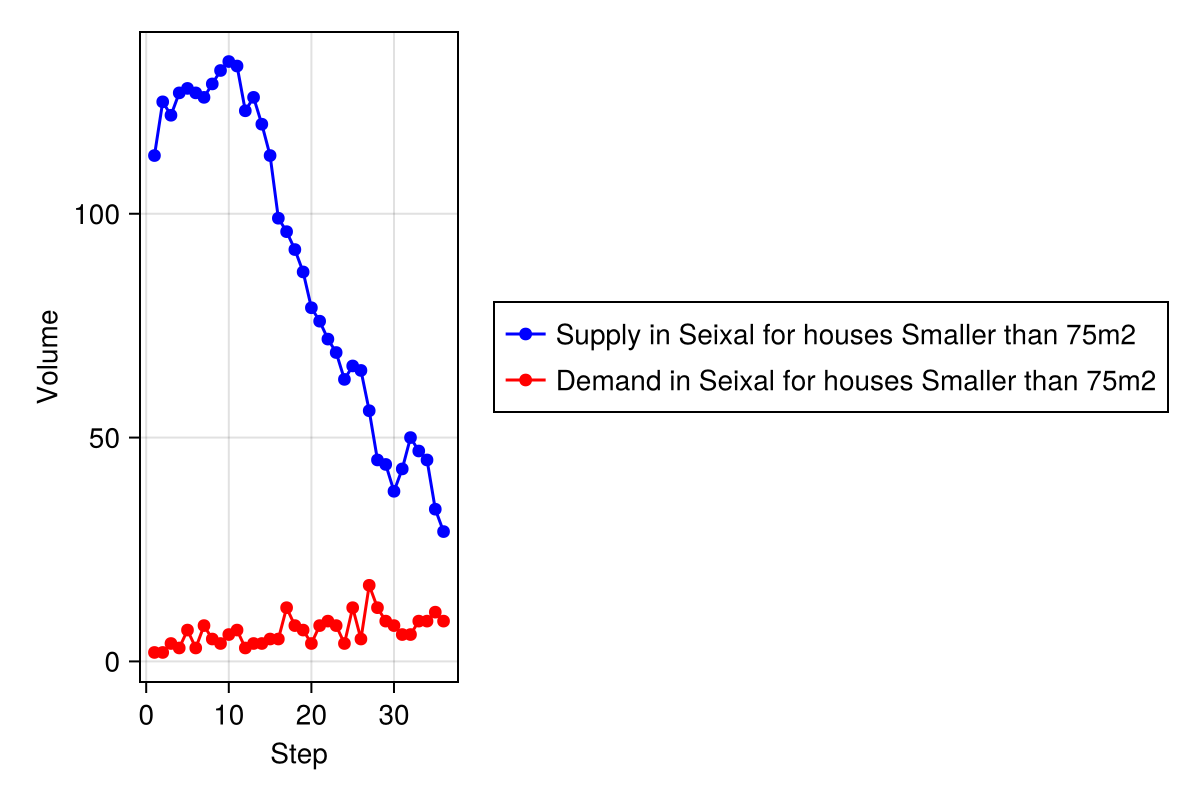 100
50
0
Volume
0 10 20 30
Step
Supply in Seixal for houses Smaller than 75m2
Demand in Seixal for houses Smaller than 75m2